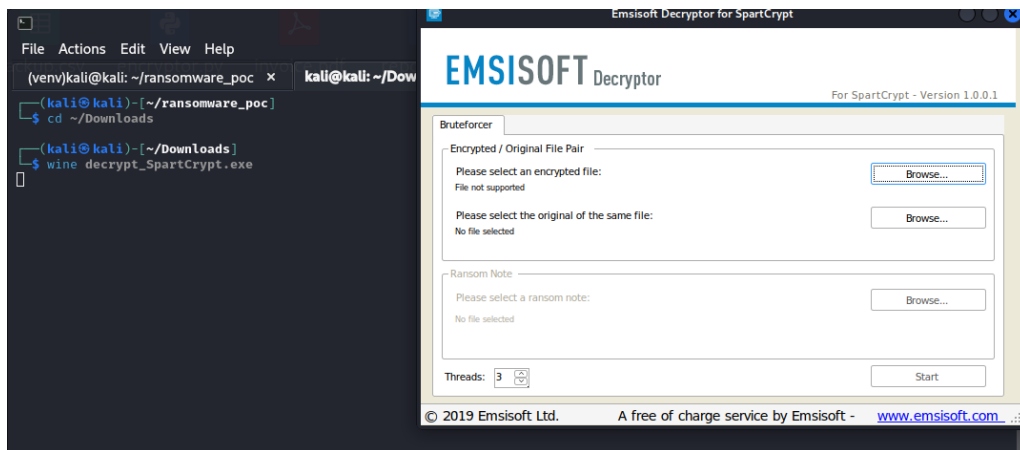 File Actions Edit View Help
(venv)kali@kali: ~/ransomware_poc ×
kali@kali: ~/Dow
(kali㉿kali)-[~/ransomware_poc]
$ cd ~/Downloads
(kali㉿kali)-[~/Downloads]
$ wine decrypt_SpartCrypt.exe
Emsisoft Decryptor for SpartCrypt
EMSISOFT Decryptor
For SpartCrypt - Version 1.0.0.1
Bruteforcer
Encrypted / Original File Pair
Please select an encrypted file:
File not supported
Browse...
Please select the original of the same file:
No file selected
Browse...
Ransom Note
Please select a ransom note:
No file selected
Browse...
Threads: 3
Start
© 2019 Emsisoft Ltd. A free of charge service by Emsisoft - www.emsisoft.com